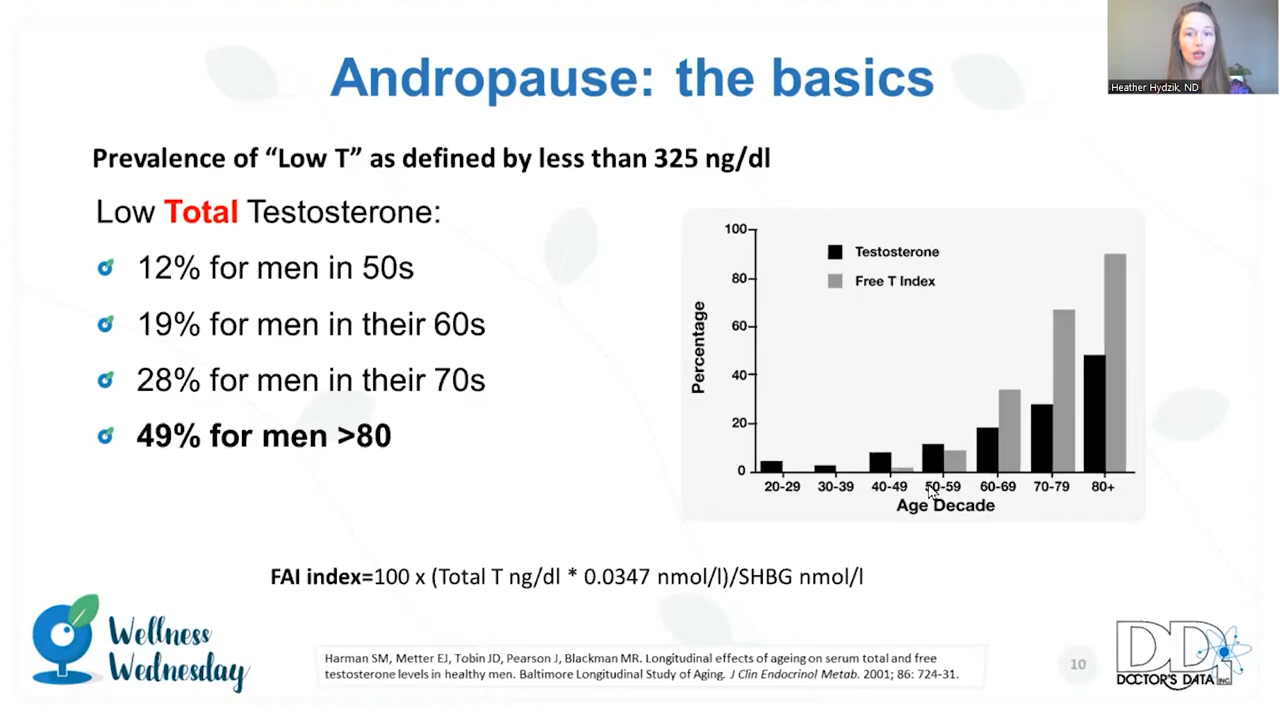 Andropause: the basics
Heather Hydzik, ND
Prevalence of “Low T” as defined by less than 325 ng/dl
Low Total Testosterone:
12% for men in 50s
19% for men in their 60s
28% for men in their 70s
49% for men >80
100
80
60
40
20
0
Percentage
Testosterone
Free T Index
20-29 30-39 40-49 50-59 60-69 70-79 80+
Age Decade
FAI index=100 x (Total T ng/dl * 0.0347 nmol/l)/SHBG nmol/l
Wellness
Wednesday
Harman SM, Metter EJ, Tobin JD, Pearson J, Blackman MR. Longitudinal effects of ageing on serum total and free
testosterone levels in healthy men. Baltimore Longitudinal Study of Aging. J Clin Endocrinol Metab. 2001; 86: 724-31.
10
DDI
DOCTOR'S DATA INC.